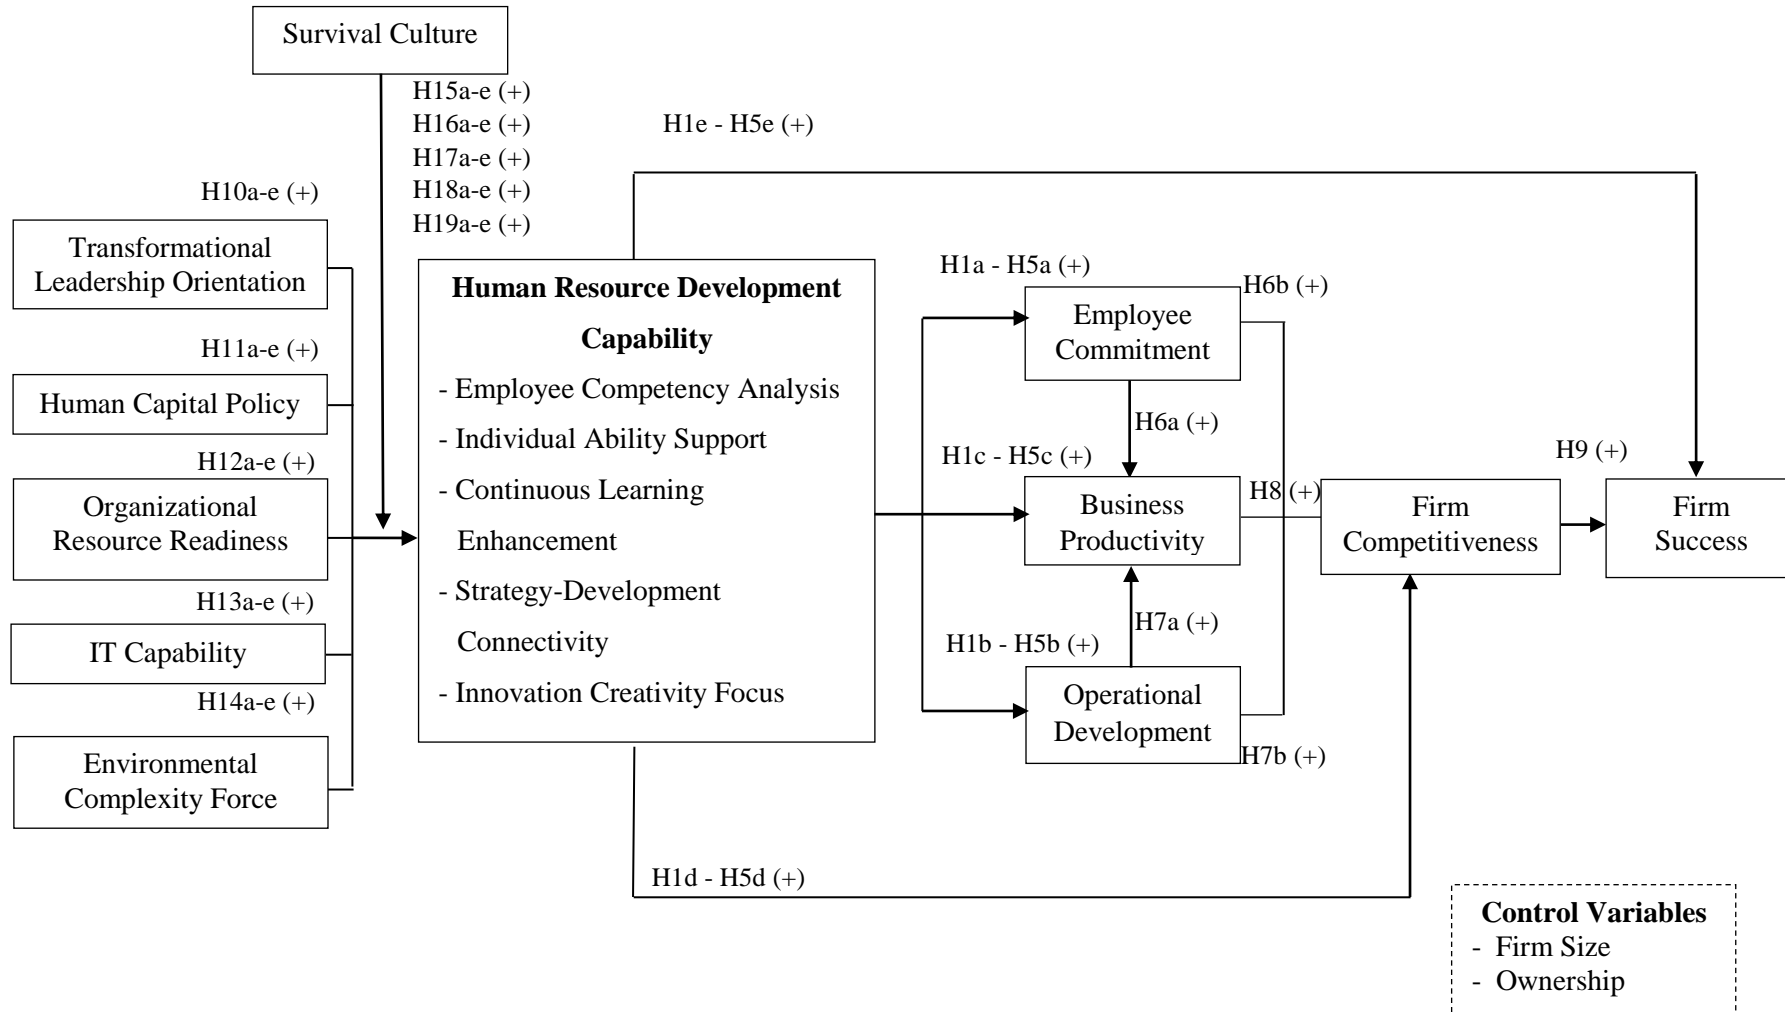 Survival Culture
H15a-e (+)
H16a-e (+)
H17a-e (+)
H18a-e (+)
H19a-e (+)
H1e - H5e (+)
H10a-e (+)
Transformational
Leadership Orientation
H11a-e (+)
Human Capital Policy
H12a-e (+)
Organizational
Resource Readiness
H13a-e (+)
IT Capability
H14a-e (+)
Environmental
Complexity Force
Human Resource Development
Capability
- Employee Competency Analysis
- Individual Ability Support
- Continuous Learning
Enhancement
- Strategy-Development
Connectivity
- Innovation Creativity Focus
H1a - H5a (+)
H6b (+)
Employee
Commitment
H6a (+)
H1c - H5c (+)
Business
Productivity
H8 (+)
H7a (+)
H1b - H5b (+)
Operational
Development
H7b (+)
Firm
Competitiveness
H9 (+)
Firm
Success
H1d - H5d (+)
Control Variables
- Firm Size
- Ownership